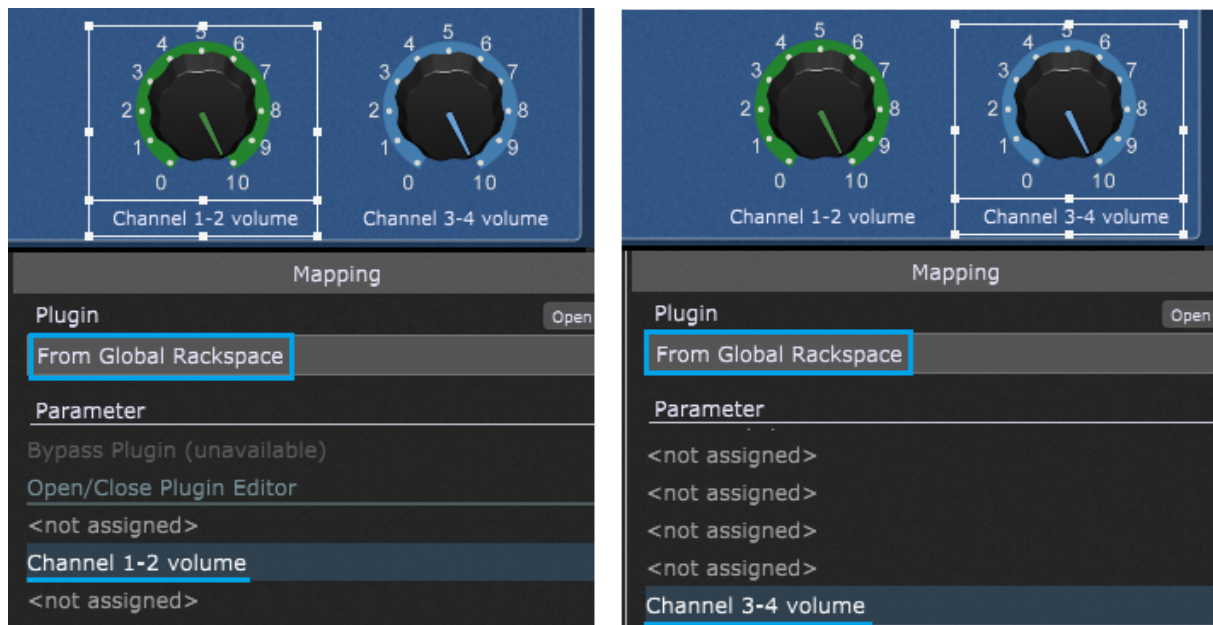 5
4 6
3 7
2 8
1 9
0 10
Channel 1-2 volume
5
4 6
3 7
2 8
1 9
0 10
Channel 3-4 volume
Mapping
Plugin
Open
From Global Rackspace
Parameter
Bypass Plugin (unavailable)
Open/Close Plugin Editor
<not assigned>
Channel 1-2 volume
<not assigned>
5
4 6
3 7
2 8
1 9
0 10
Channel 1-2 volume
5
4 6
3 7
2 8
1 9
0 10
Channel 3-4 volume
Mapping
Plugin
Open
From Global Rackspace
Parameter
<not assigned>
<not assigned>
<not assigned>
<not assigned>
Channel 3-4 volume